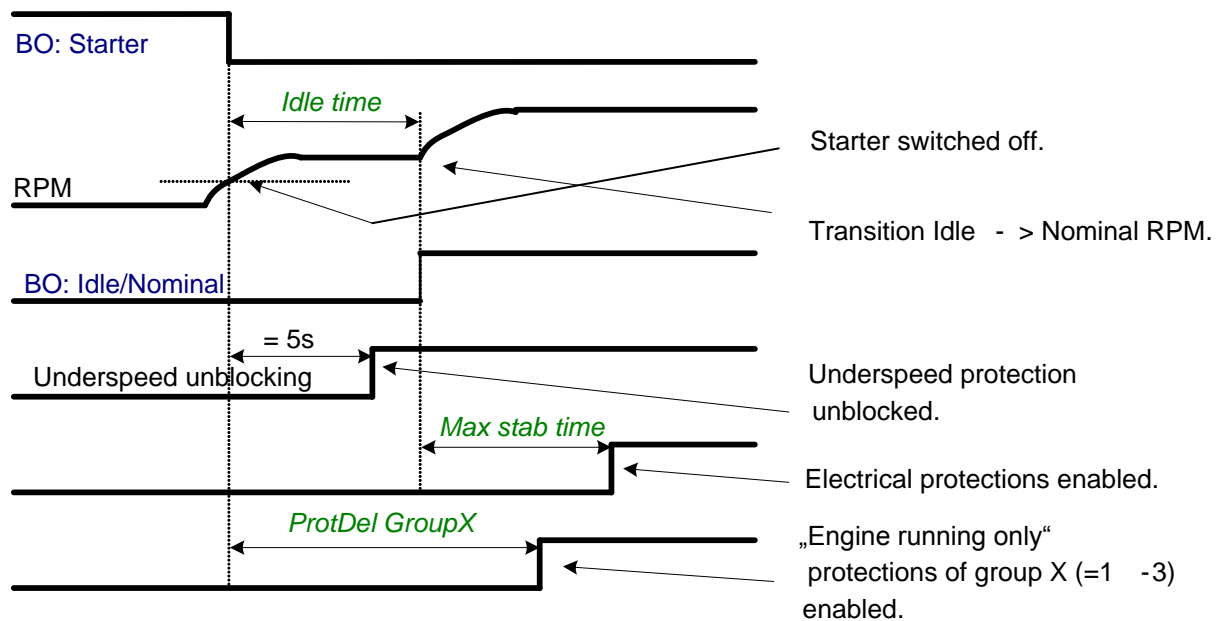 BO: Starter
Idle time
Starter switched off.
RPM
Transition Idle - > Nominal RPM.
BO: Idle/Nominal
= 5s
Underspeed unblocking
Underspeed protection
unblocked.
Max stab time
Electrical protections enabled.
ProtDel GroupX
„Engine running only“
protections of group X (=1 -3)
enabled.